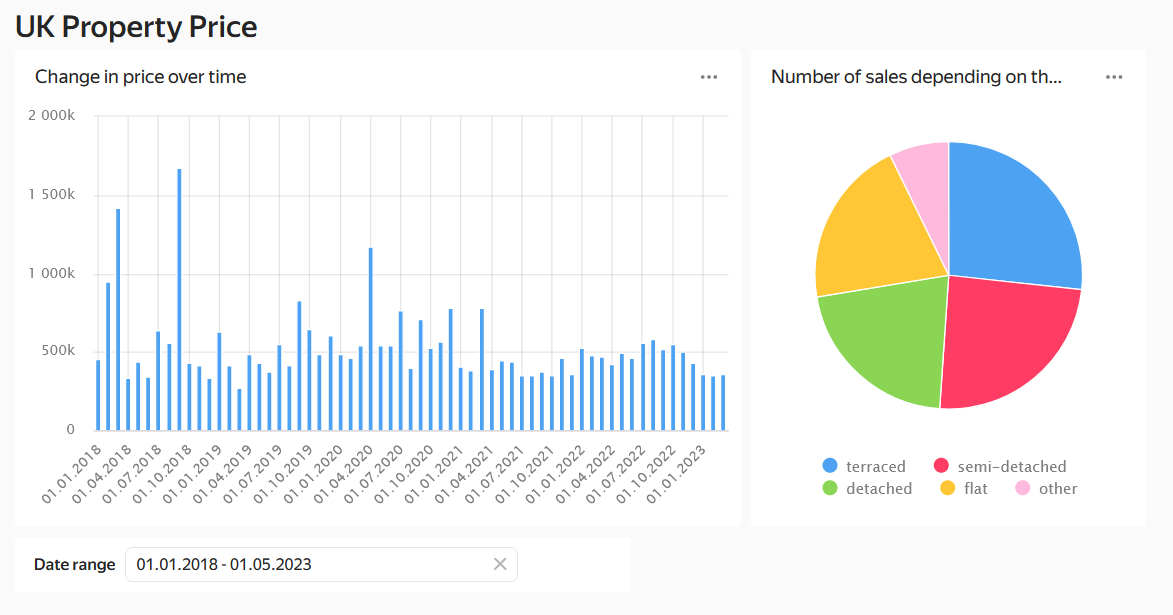 UK Property Price
Change in price over time
2 000k
1 500k
1 000k
500k
0
01.01.2018
01.04.2018
01.07.2018
01.10.2018
01.01.2019
01.04.2019
01.07.2019
01.10.2019
01.01.2020
01.04.2020
01.07.2020
01.10.2020
01.01.2021
01.04.2021
01.07.2021
01.10.2021
01.01.2022
01.04.2022
01.07.2022
01.10.2022
01.01.2023
Number of sales depending on th...
terraced semi-detached
detached flat other
Date range 01.01.2018 - 01.05.2023